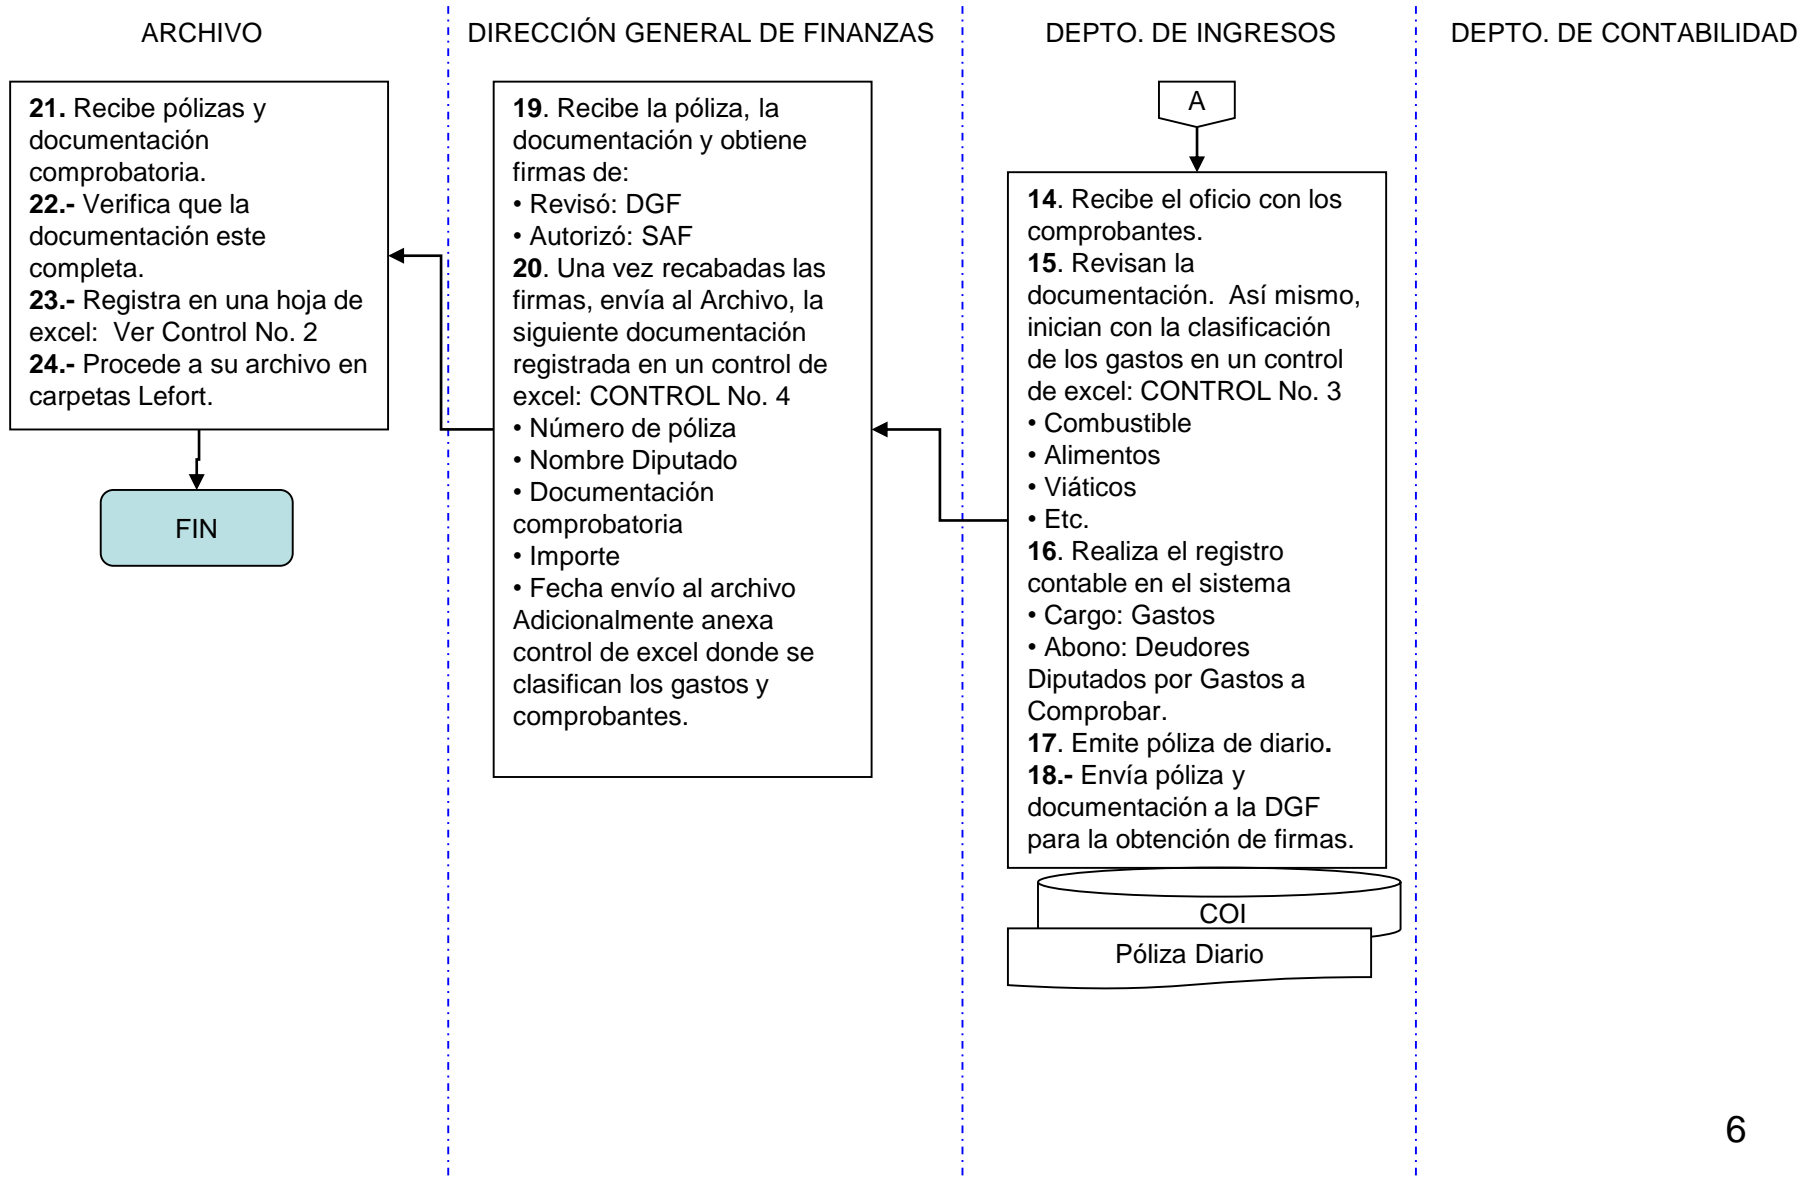 ARCHIVO
DIRECCIÓN GENERAL DE FINANZAS
DEPTO. DE INGRESOS
DEPTO. DE CONTABILIDAD
21. Recibe pólizas y
documentación
comprobatoria.
22.- Verifica que la
documentación este
completa.
23.- Registra en una hoja de
excel:  Ver Control No. 2
24.- Procede a su archivo en
carpetas Lefort.
FIN
19. Recibe la póliza, la
documentación y obtiene
firmas de:
• Revisó: DGF
• Autorizó: SAF
20. Una vez recabadas las
firmas, envía al Archivo, la
siguiente documentación
registrada en un control de
excel: CONTROL No. 4
• Número de póliza
• Nombre Diputado
• Documentación
comprobatoria
• Importe
• Fecha envío al archivo
Adicionalmente anexa
control de excel donde se
clasifican los gastos y
comprobantes.
A
14. Recibe el oficio con los
comprobantes.
15. Revisan la
documentación.  Así mismo,
inician con la clasificación
de los gastos en un control
de excel: CONTROL No. 3
• Combustible
• Alimentos
• Viáticos
• Etc.
16. Realiza el registro
contable en el sistema
• Cargo: Gastos
• Abono: Deudores
Diputados por Gastos a
Comprobar.
17. Emite póliza de diario.
18.- Envía póliza y
documentación a la DGF
para la obtención de firmas.
COI
Póliza Diario
6